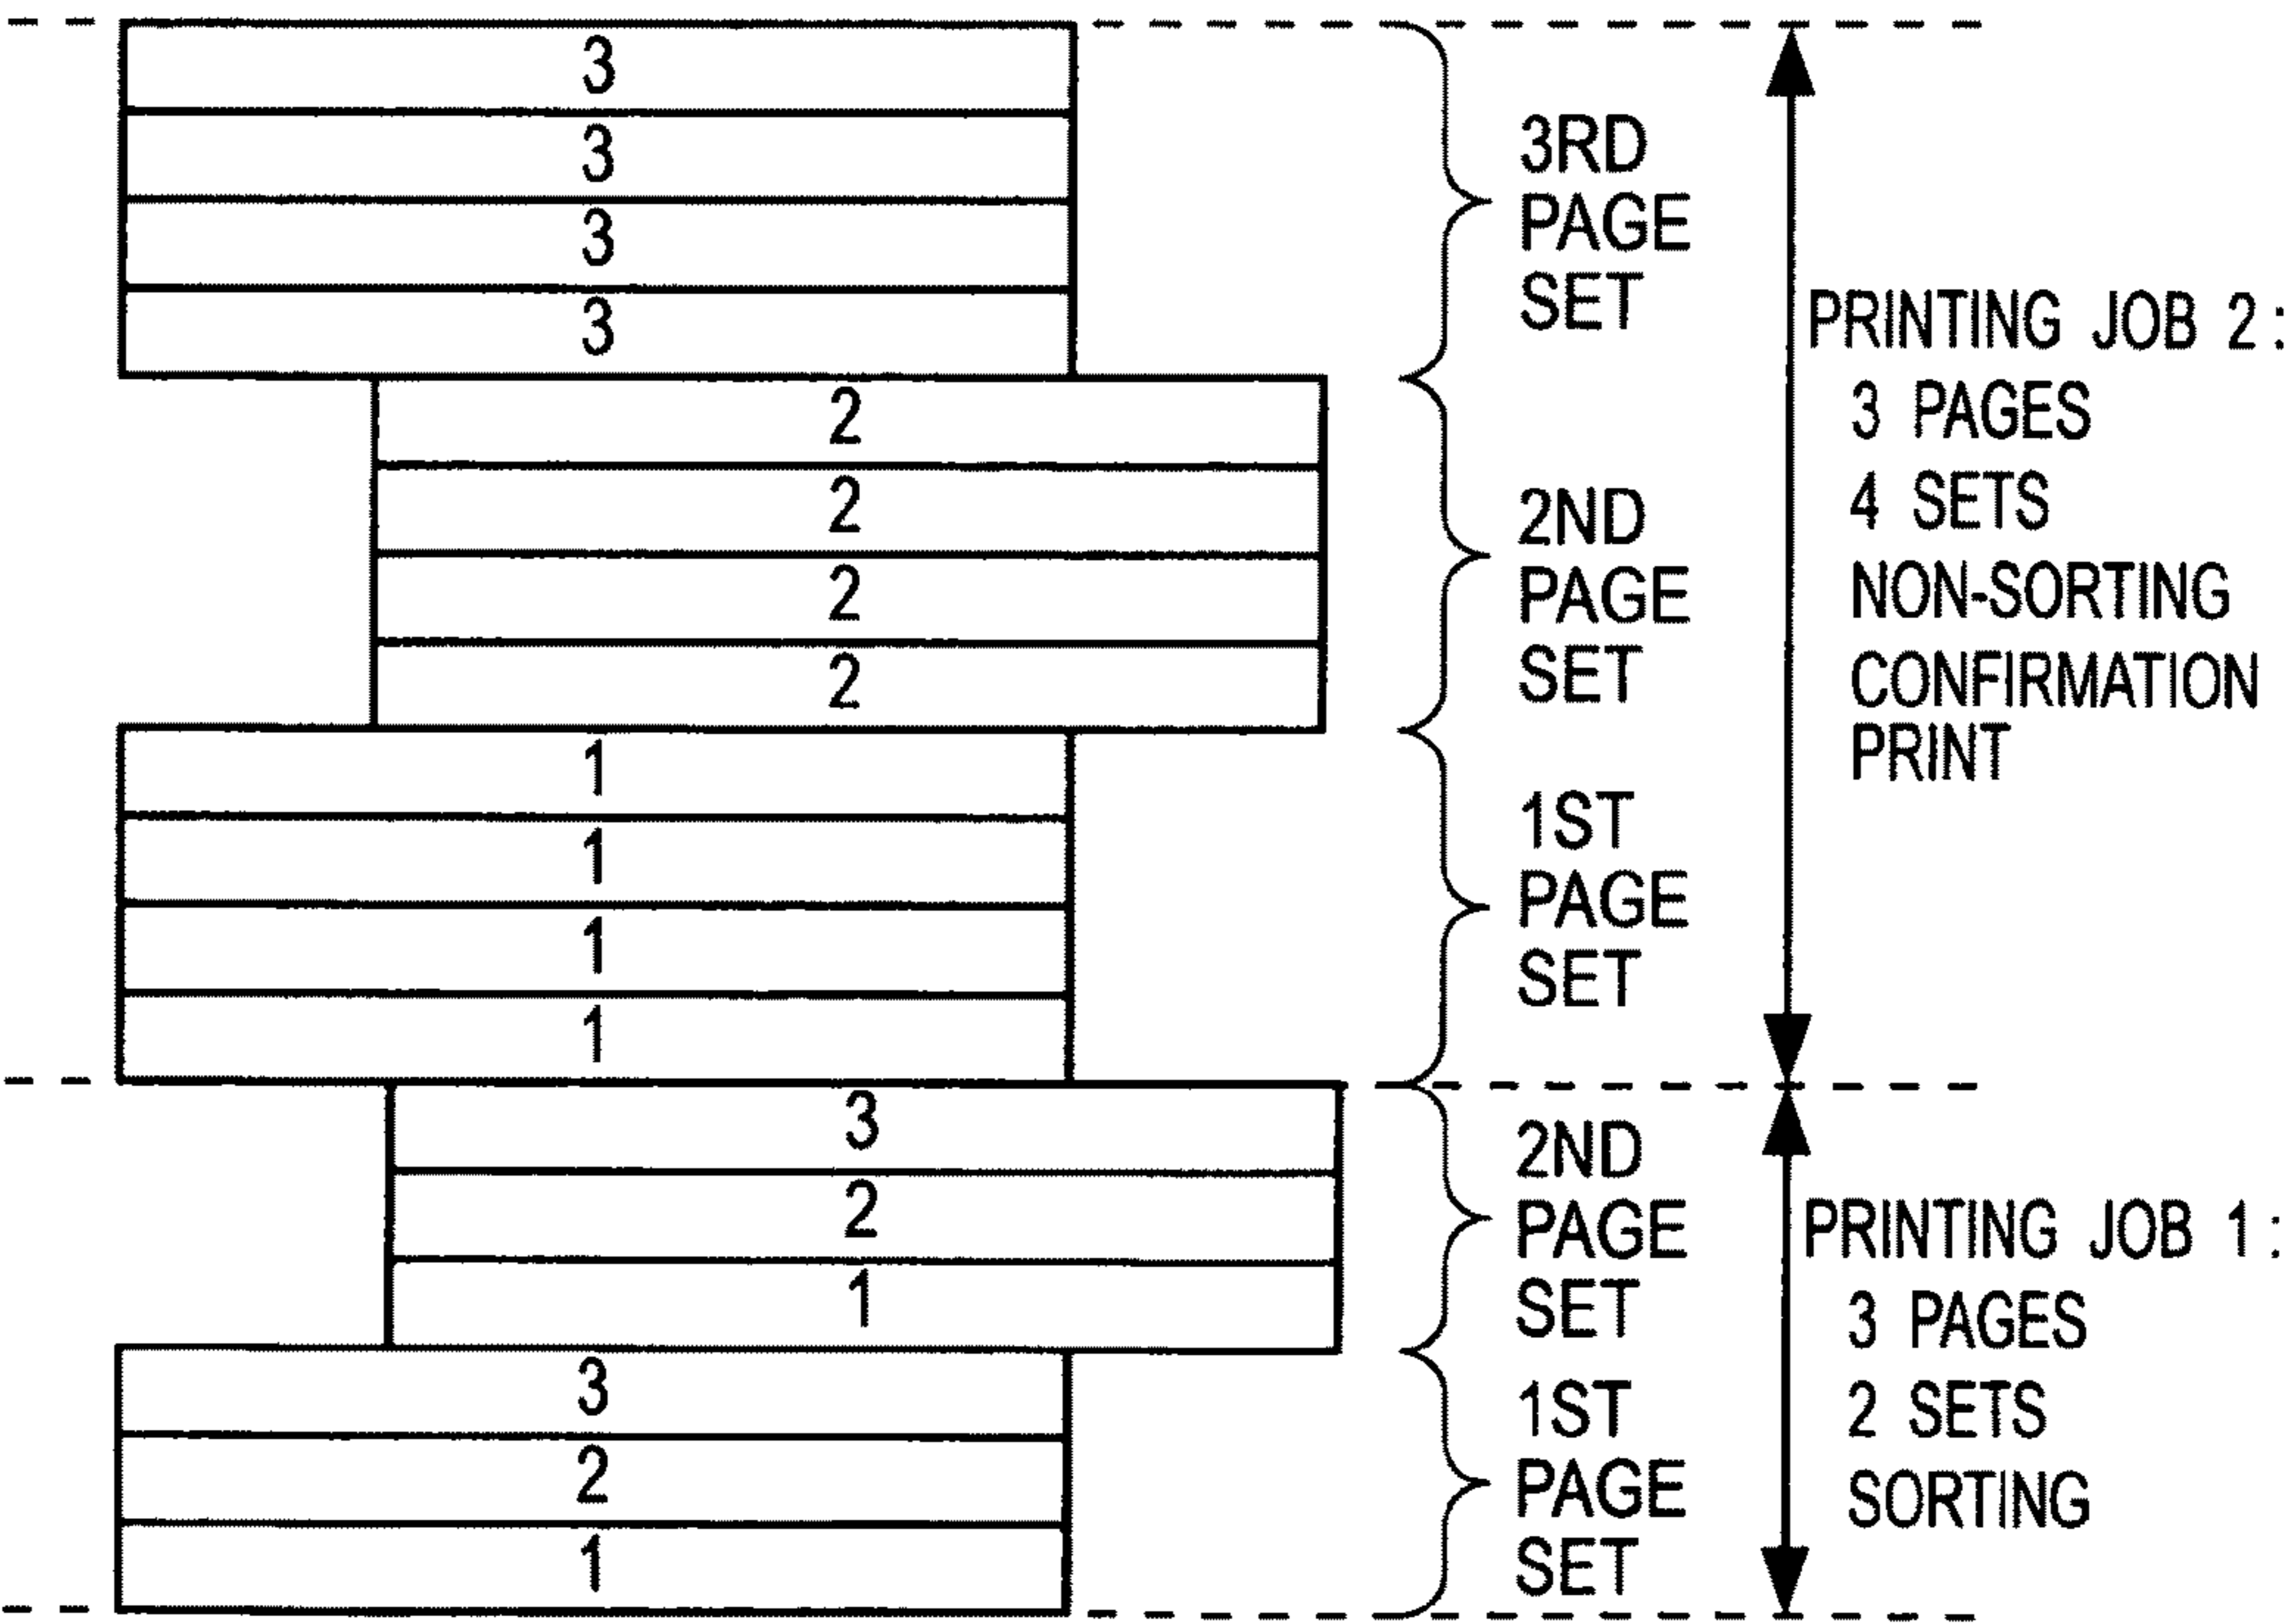 3
3
3
3
3RD
PAGE
SET
2
2
2
2
2ND
PAGE
SET
1
1
1
1
1ST
PAGE
SET
PRINTING JOB 2 :
3 PAGES
4 SETS
NON-SORTING
CONFIRMATION
PRINT
3
2
1
2ND
PAGE
SET
3
2
1
1ST
PAGE
SET
PRINTING JOB 1 :
3 PAGES
2 SETS
SORTING